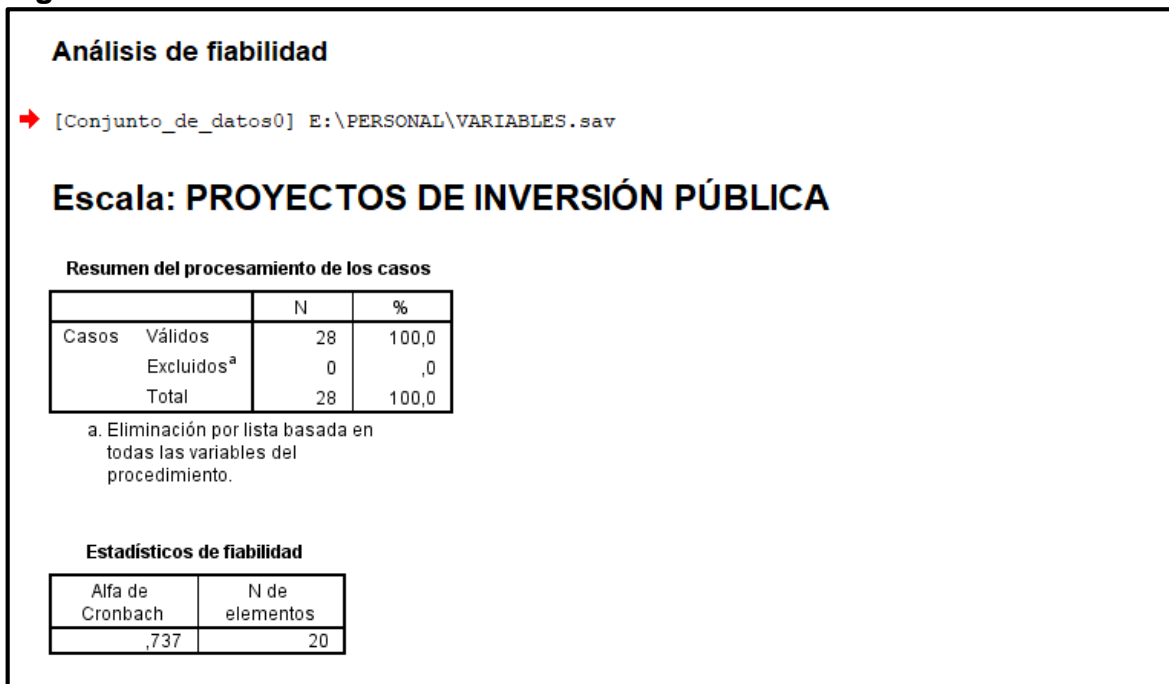 Análisis de fiabilidad
[Conjunto_de_datos0] E:\PERSONAL\VARIABLES.sav
Escala: PROYECTOS DE INVERSIÓN PÚBLICA
Resumen del procesamiento de los casos
N %
Casos Válidos 28 100,0
Excluidosa 0 ,0
Total 28 100,0
a. Eliminación por lista basada en
todas las variables del
procedimiento.
Estadísticos de fiabilidad
Alfa de Cronbach N de elementos
,737 20